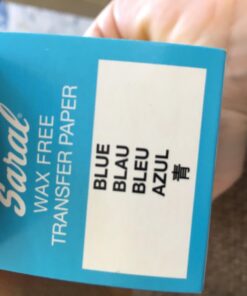 Saral®
WAX FREE
TRANSFER PAPER
BLUE
BLAU
BLEU
AZUL
青